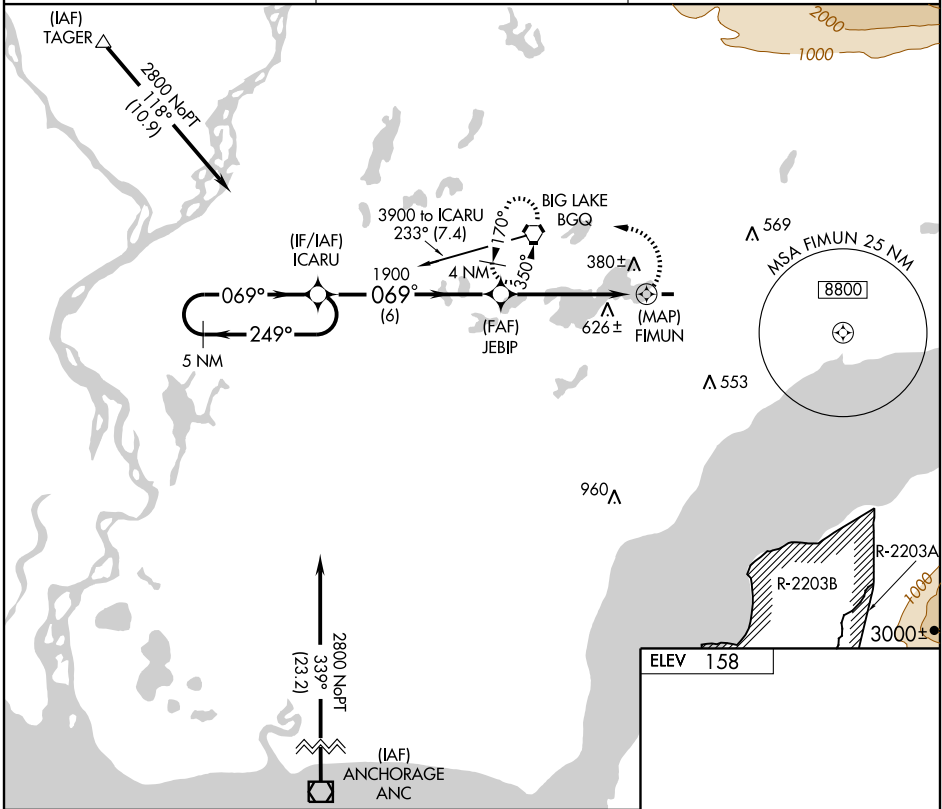 (IAF)
TAGER
2800 NoPT
118°
(10.9)
2000
1000
BIG LAKE
BGQ
3900 to ICARU
233° (7.4)
170°
350°
4 NM
(IF/IAF)
ICARU
069°
249°
5 NM
1900
069°
(6)
(FAF)
JEBIP
380±
626±
(MAP)
FIMUN
569
MSA FIMUN 25 NM
8800
553
960
R-2203B
R-2203A
1000
3000±
ELEV 158
2800 NoPT
339°
(23.2)
(IAF)
ANCHORAGE
ANC